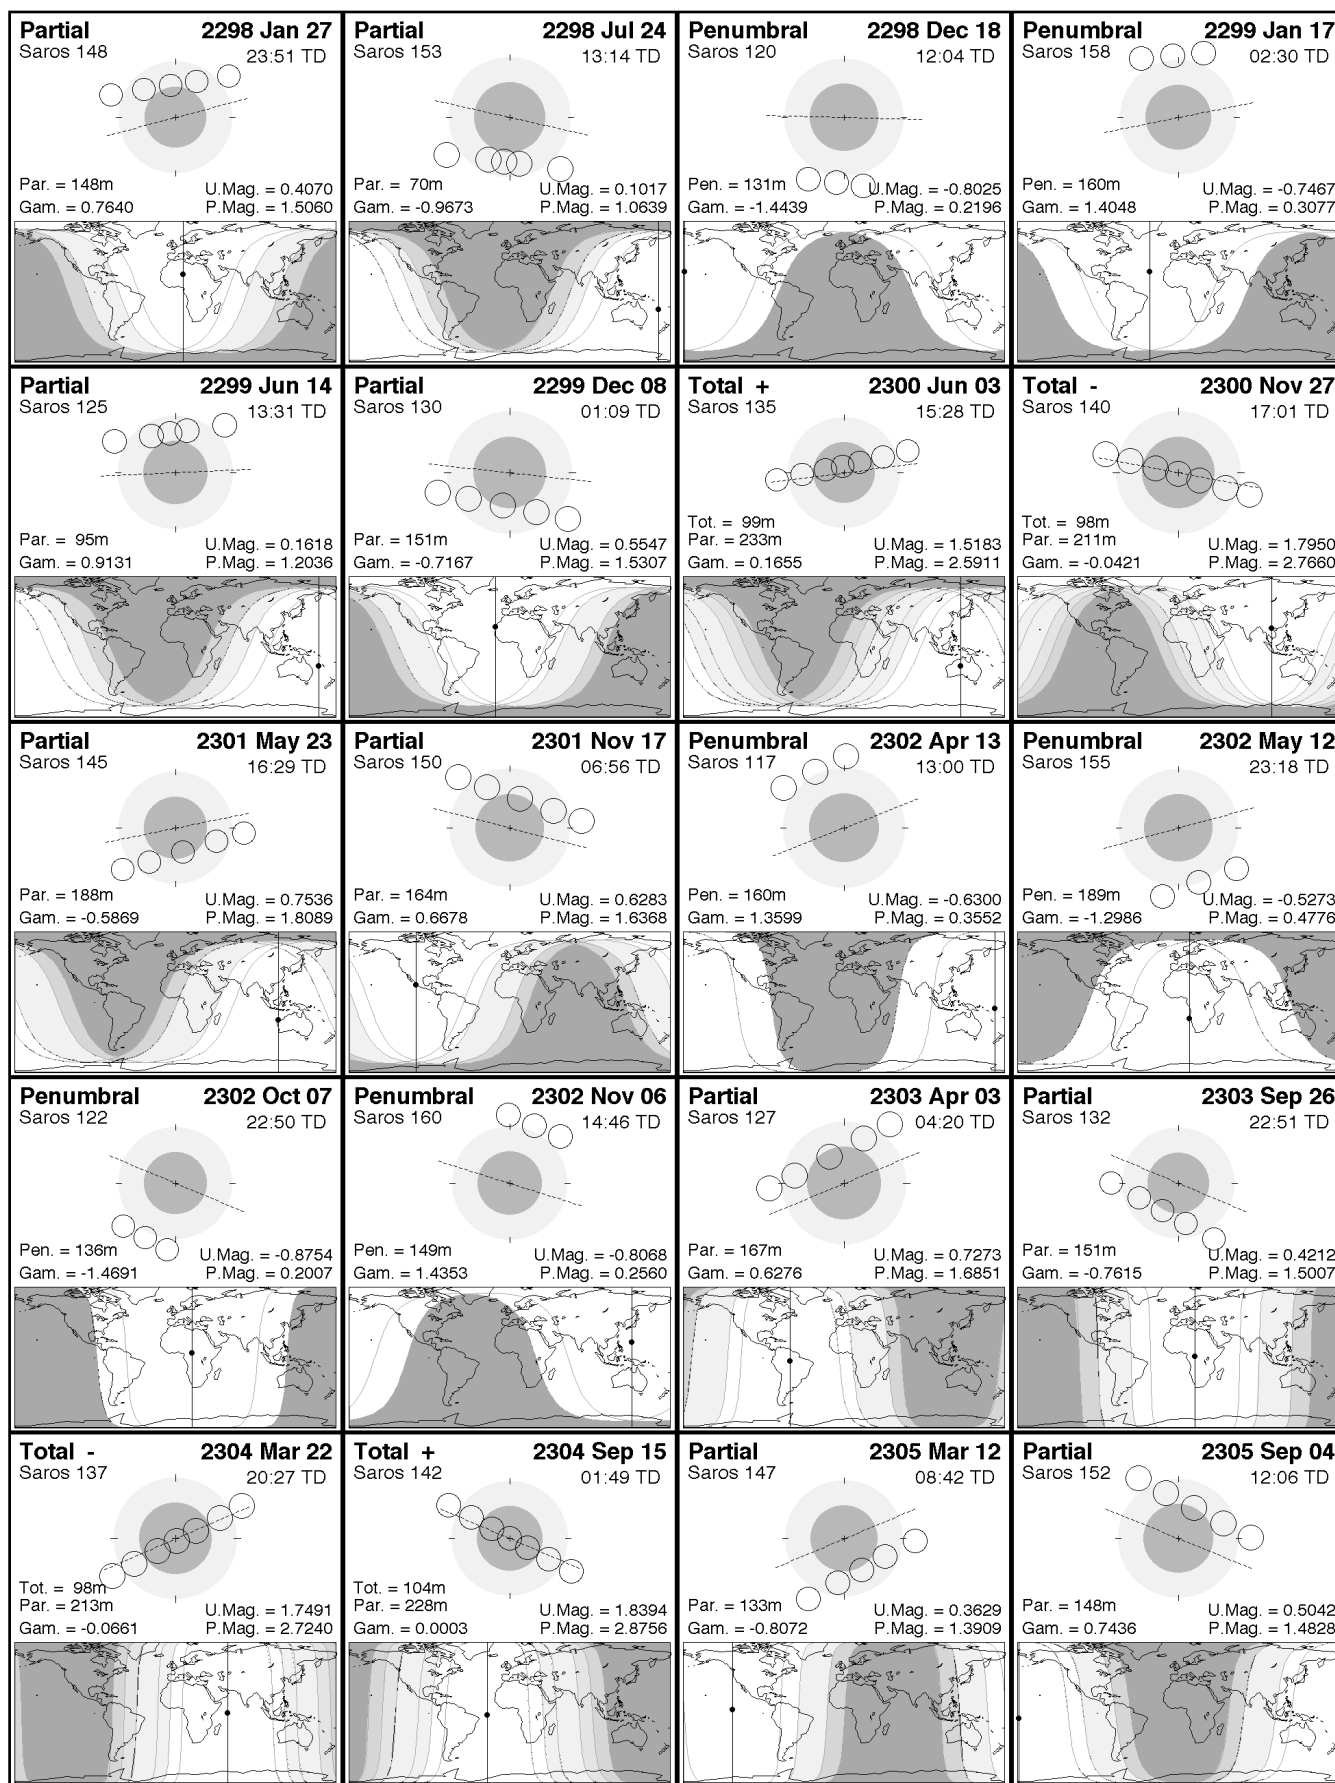 Partial 2298 Jan 27
Saros 148 23:51 TD
Par. = 148m U.Mag. = 0.4070
Gam. = 0.7640 P.Mag. = 1.5060
Partial 2298 Jul 24
Saros 153 13:14 TD
Par. = 70m U.Mag. = 0.1017
Gam. = -0.9673 P.Mag. = 1.0639
Penumbral 2298 Dec 18
Saros 120 12:04 TD
Pen. = 131m U.Mag. = -0.8025
Gam. = -1.4439 P.Mag. = 0.2196
Penumbral 2299 Jan 17
Saros 158 02:30 TD
Pen. = 160m U.Mag. = -0.7467
Gam. = 1.4048 P.Mag. = 0.3077
Partial 2299 Jun 14
Saros 125 13:31 TD
Par. = 95m U.Mag. = 0.1618
Gam. = 0.9131 P.Mag. = 1.2036
Partial 2299 Dec 08
Saros 130 01:09 TD
Par. = 151m U.Mag. = 0.5547
Gam. = -0.7167 P.Mag. = 1.5307
Total + 2300 Jun 03
Saros 135 15:28 TD
Tot. = 99m
Par. = 233m U.Mag. = 1.5183
Gam. = 0.1655 P.Mag. = 2.5911
Total - 2300 Nov 27
Saros 140 17:01 TD
Tot. = 98m
Par. = 211m U.Mag. = 1.7950
Gam. = -0.0421 P.Mag. = 2.7660
Partial 2301 May 23
Saros 145 16:29 TD
Par. = 188m U.Mag. = 0.7536
Gam. = -0.5869 P.Mag. = 1.8089
Partial 2301 Nov 17
Saros 150 06:56 TD
Par. = 164m U.Mag. = 0.6283
Gam. = 0.6678 P.Mag. = 1.6368
Penumbral 2302 Apr 13
Saros 117 13:00 TD
Pen. = 160m U.Mag. = -0.6300
Gam. = 1.3599 P.Mag. = 0.3552
Penumbral 2302 May 12
Saros 155 23:18 TD
Pen. = 189m U.Mag. = -0.5273
Gam. = -1.2986 P.Mag. = 0.4776
Penumbral 2302 Oct 07
Saros 122 22:50 TD
Pen. = 136m U.Mag. = -0.8754
Gam. = -1.4691 P.Mag. = 0.2007
Penumbral 2302 Nov 06
Saros 160 14:46 TD
Pen. = 149m U.Mag. = -0.8068
Gam. = 1.4353 P.Mag. = 0.2560
Partial 2303 Apr 03
Saros 127 04:20 TD
Par. = 167m U.Mag. = 0.7273
Gam. = 0.6276 P.Mag. = 1.6851
Partial 2303 Sep 26
Saros 132 22:51 TD
Par. = 151m U.Mag. = 0.4212
Gam. = -0.7615 P.Mag. = 1.5007
Total - 2304 Mar 22
Saros 137 20:27 TD
Tot. = 98m
Par. = 213m U.Mag. = 1.7491
Gam. = -0.0661 P.Mag. = 2.7240
Total + 2304 Sep 15
Saros 142 01:49 TD
Tot. = 104m
Par. = 228m U.Mag. = 1.8394
Gam. = 0.0003 P.Mag. = 2.8756
Partial 2305 Mar 12
Saros 147 08:42 TD
Par. = 133m U.Mag. = 0.3629
Gam. = -0.8072 P.Mag. = 1.3909
Partial 2305 Sep 04
Saros 152 12:06 TD
Par. = 148m U.Mag. = 0.5042
Gam. = 0.7436 P.Mag. = 1.4828